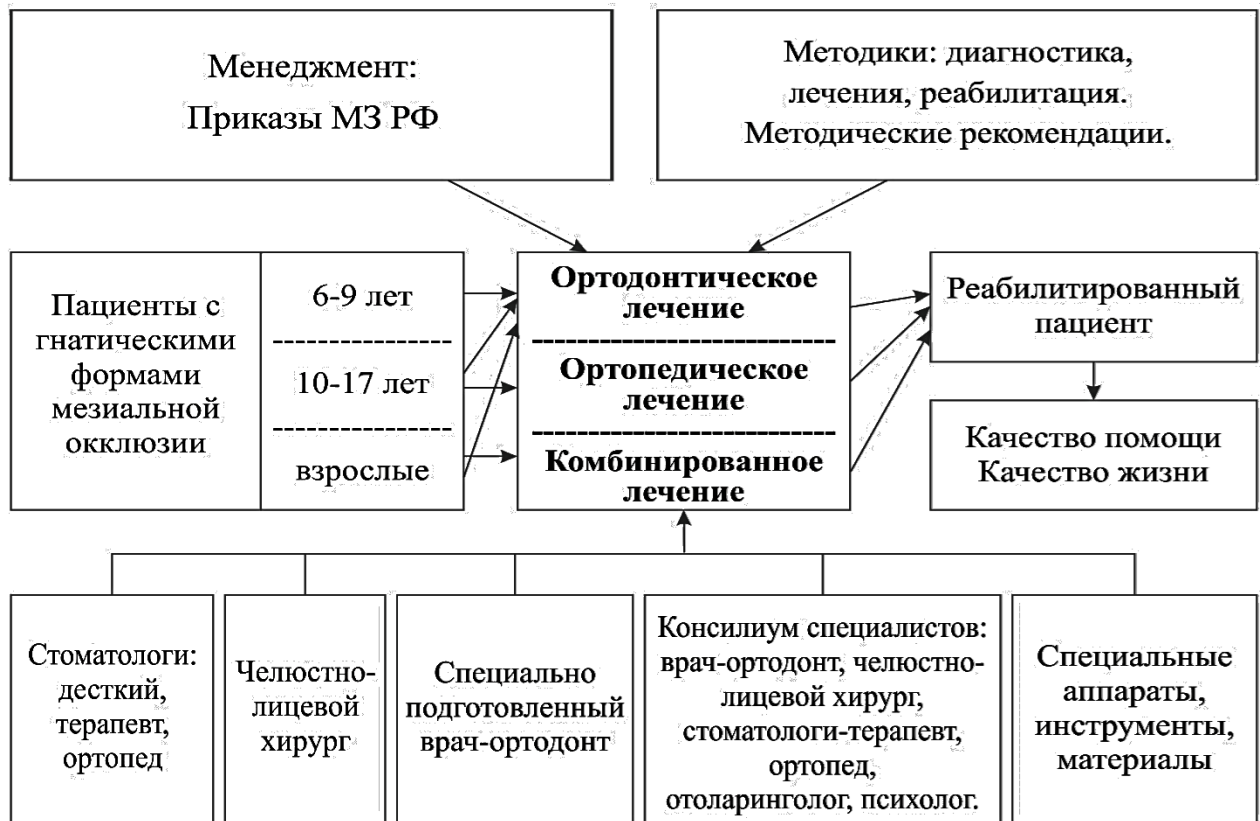 Менеджмент:
Приказы МЗ РФ
Методики: диагностика,
лечения, реабилитация.
Методические рекомендации.
Пациенты с
гнатическими
формами
мезиальной
окклюзии
6-9 лет
10-17 лет
взрослые
Ортодонтическое
лечение
Ортопедическое
лечение
Комбинированное
лечение
Реабилитированный
пациент
Качество помощи
Качество жизни
Стоматологи:
десткий,
терапевт,
ортопед
Челюстно-
лицевой
хирург
Специально
подготовленный
врач-ортодонт
Консилиум специалистов:
врач-ортодонт, челюстно-
лицевой хирург,
стоматологи-терапевт,
ортопед,
отоларинголог, психолог.
Специальные
аппараты,
инструменты,
материалы